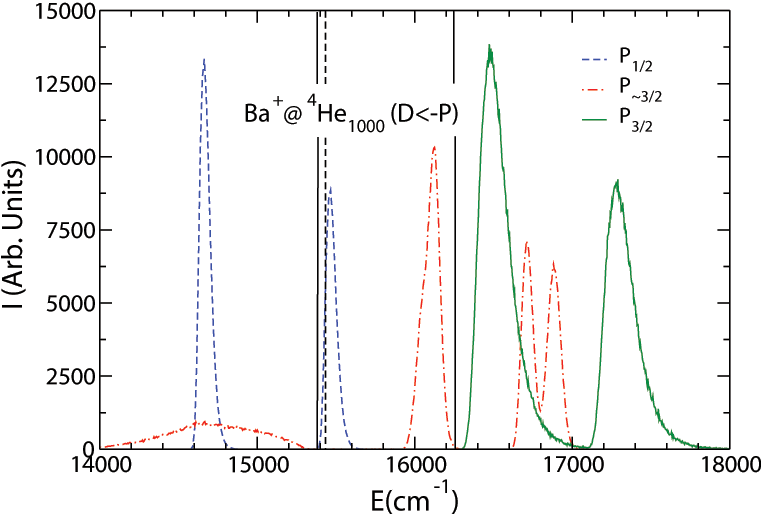 15000
12500
10000
7500
5000
2500
0
I (Arb. Units)
Ba+@ 4He1000 (D<-P)
P1/2
P~3/2
P3/2
14000 15000 16000 17000 18000
E(cm-1)